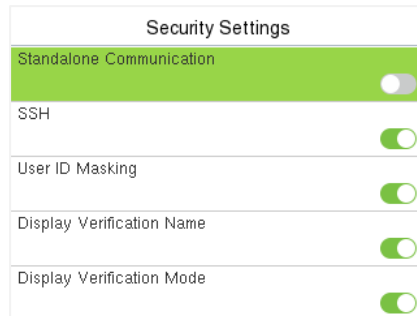 Security Settings
Standalone Communication
SSH
User ID Masking
Display Verification Name
Display Verification Mode